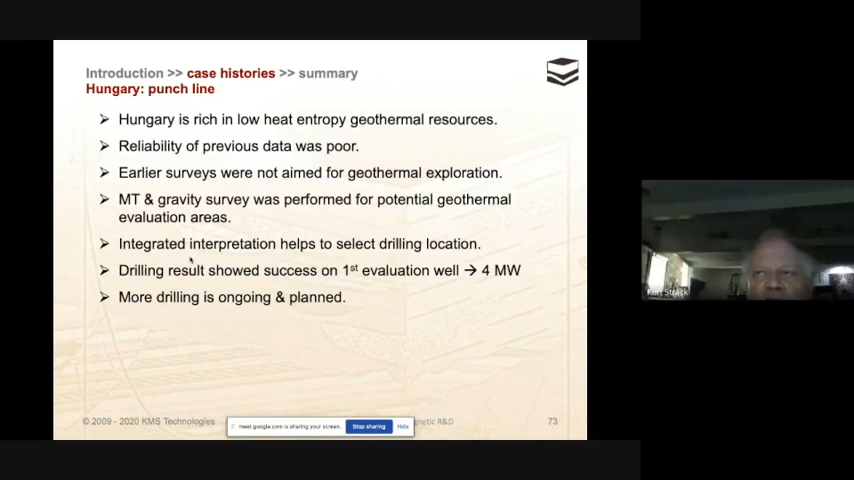 Introduction >> case histories >> summary
Hungary: punch line
➢ Hungary is rich in low heat entropy geothermal resources.
➢ Reliability of previous data was poor.
➢ Earlier surveys were not aimed for geothermal exploration.
➢ MT & gravity survey was performed for potential geothermal
evaluation areas.
➢ Integrated interpretation helps to select drilling location.
➢ Drilling result showed success on 1st evaluation well → 4 MW
➢ More drilling is ongoing & planned.
© 2009 - 2020 KMS Technologies
meet.google.com is sharing your screen. Stop sharing Hide
gnetic R&D
73